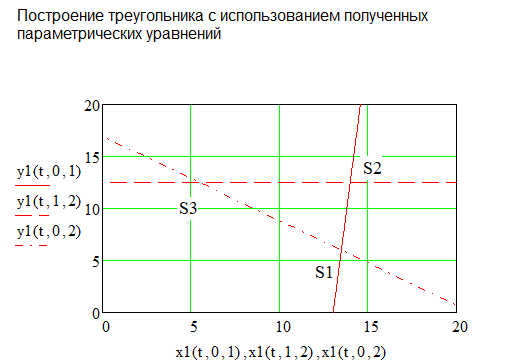 Построение треугольника с использованием полученных
параметрических уравнений
20
y1(t,0,1)
15
S2
y1(t,1,2)
10
S3
y1(t,0,2)
5
S1
0
0 5 10 15 20
x1(t,0,1),x1(t,1,2),x1(t,0,2)